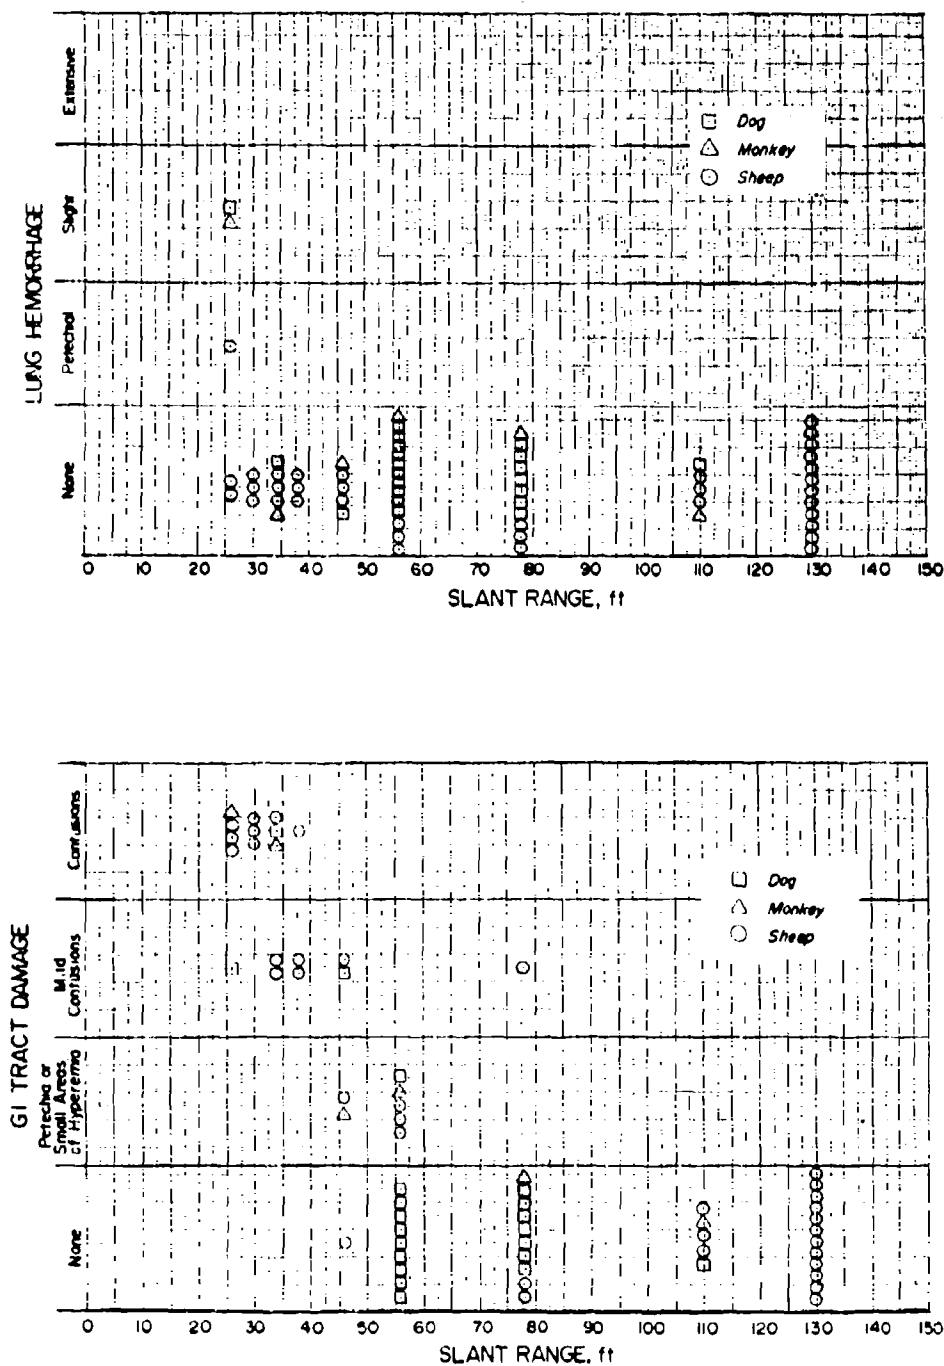 LUNG HEMORRHAGE
Extensive
Slight
Petechial
None
Dog
Monkey
Sheep
0 10 20 30 40 50 60 70 80 90 100 110 120 130 140 150
SLANT RANGE, ft
GI TRACT DAMAGE
Contusions
Mild
Contusions
Petechia or
Small Areas
of Hyperemia
None
Dog
Monkey
Sheep
0 10 20 30 40 50 60 70 80 90 100 110 120 130 140 150
SLANT RANGE, ft